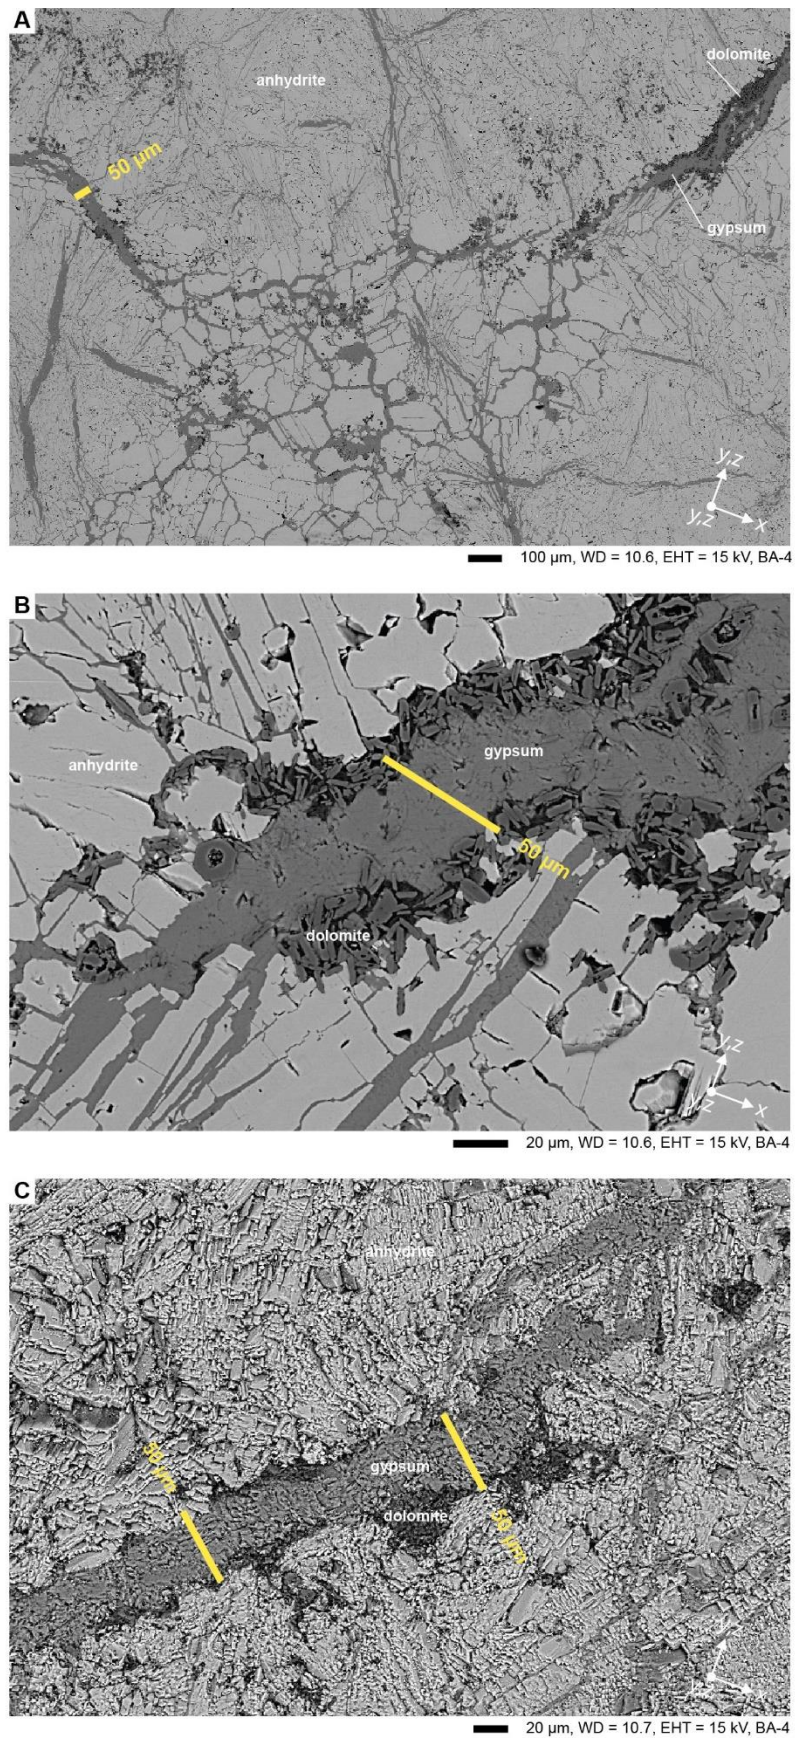 A
dolomite
anhydrite
50 µm
gypsum
y,z
y,z
x
100 µm, WD = 10.6, EHT = 15 kV, BA-4
B
gypsum
anhydrite
50 µm
dolomite
y,z
y,z
x
20 µm, WD = 10.6, EHT = 15 kV, BA-4
C
anhydrite
50 µm
gypsum
dolomite
50 µm
20 µm, WD = 10.7, EHT = 15 kV, BA-4